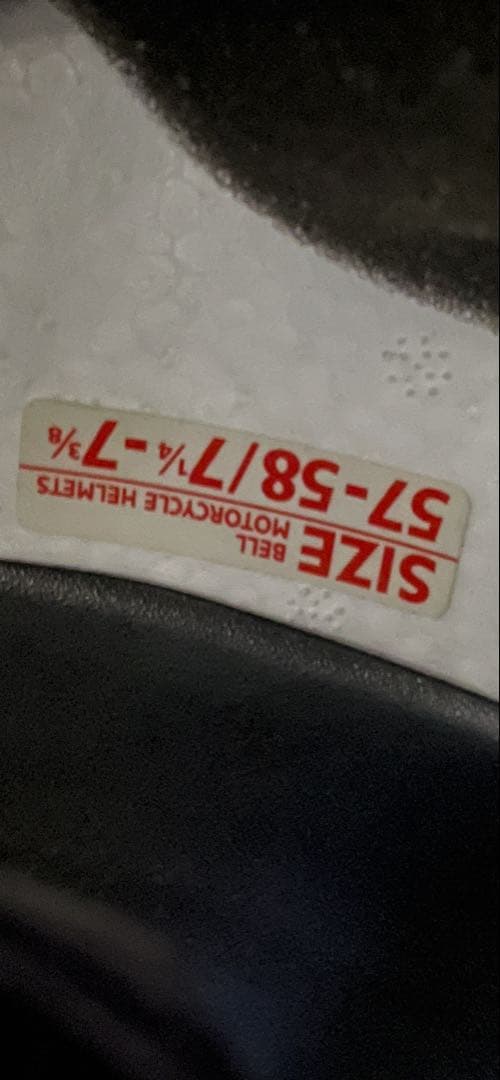 SIZE BELL MOTORCYCLE HELMETS
57-58/7¼-7⅜